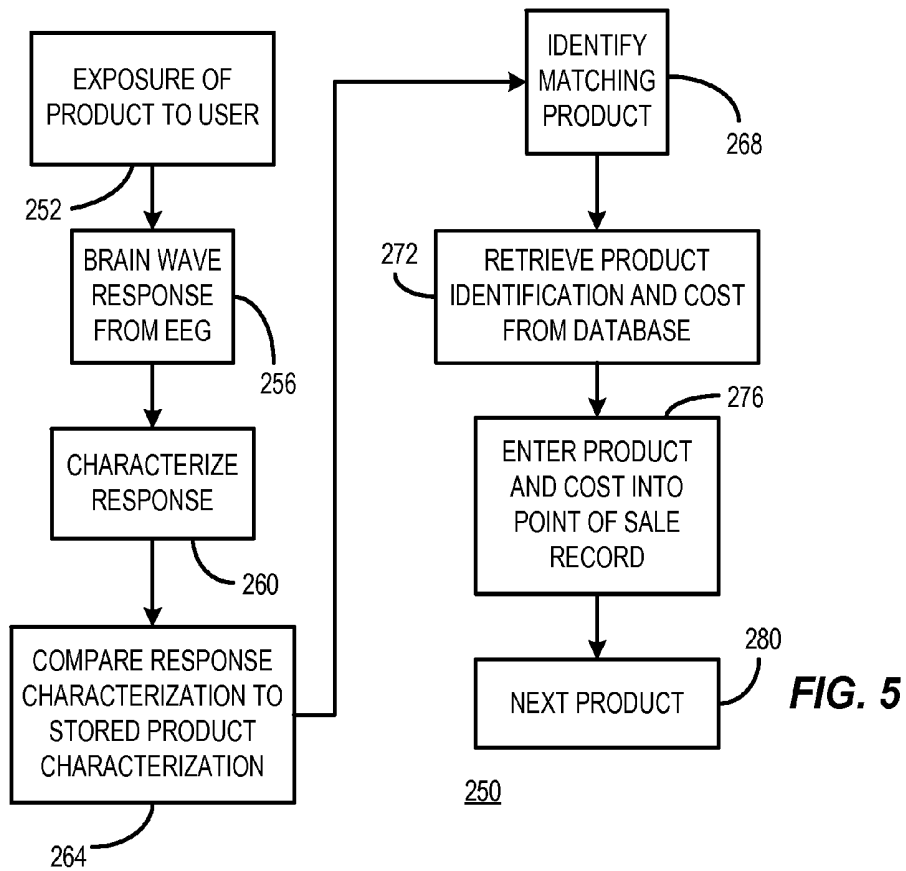 EXPOSURE OF
PRODUCT TO USER
252
BRAIN WAVE
RESPONSE
FROM EEG
256
CHARACTERIZE
RESPONSE
260
COMPARE RESPONSE
CHARACTERIZATION TO
STORED PRODUCT
CHARACTERIZATION
264
IDENTIFY
MATCHING
PRODUCT
268
272
RETRIEVE PRODUCT
IDENTIFICATION AND COST
FROM DATABASE
276
ENTER PRODUCT
AND COST INTO
POINT OF SALE
RECORD
280
NEXT PRODUCT
250
FIG. 5